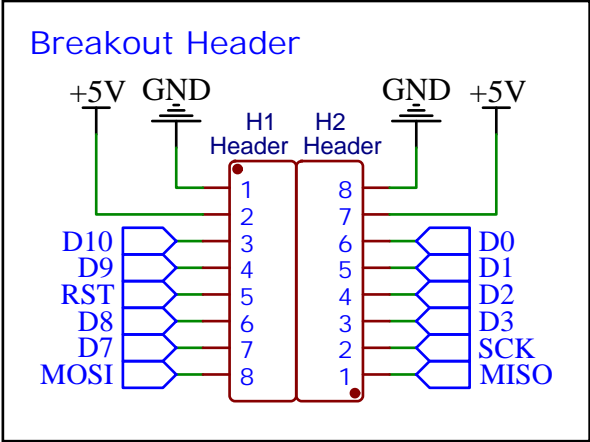 Breakout Header
+5V GND GND +5V
H1 H2
Header Header
1 8
2 7
D10 3 6 D0
D9 4 5 D1
RST 5 4 D2
D8 6 3 D3
D7 7 2 SCK
MOSI 8 1 MISO